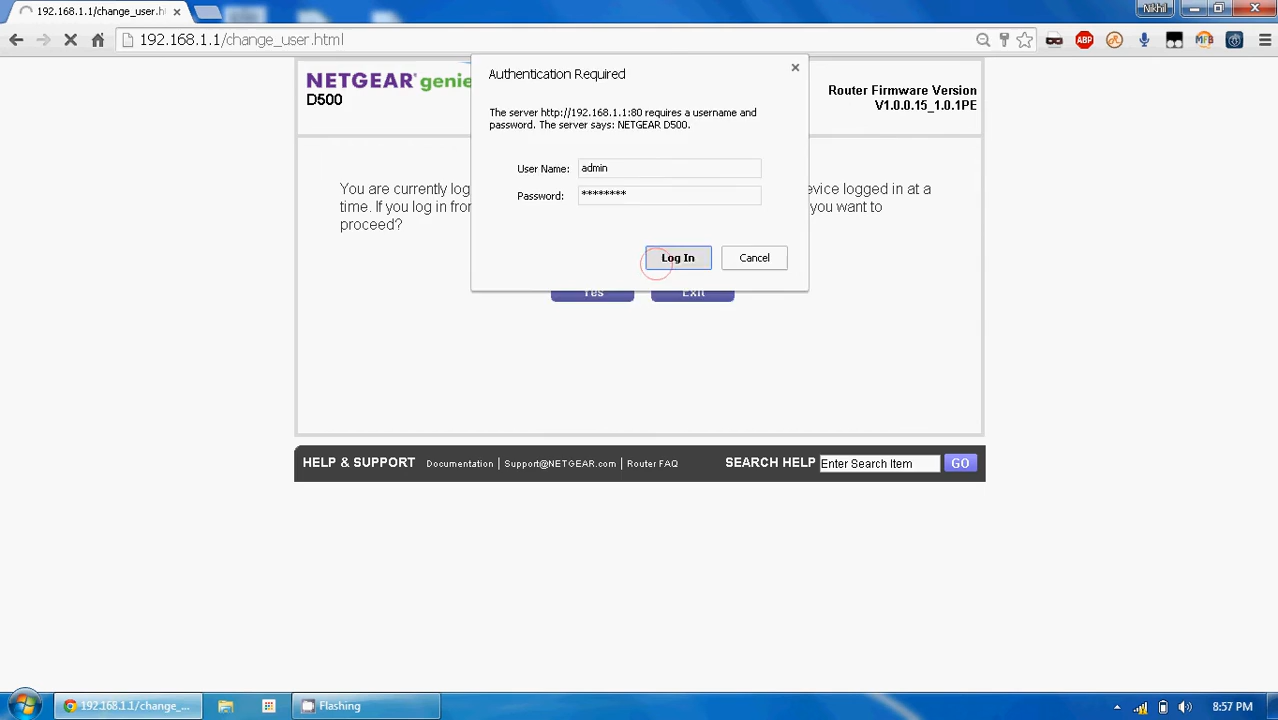 192.168.1.1/change_user.h
Nikhil
192.168.1.1/change_user.html
ABP
NETGEAR genie
D500
Router Firmware Version
V1.0.0.15_1.0.1PE
Authentication Required
The server http://192.168.1.1:80 requires a username and
password. The server says: NETGEAR D500.
User Name: admin
Password: ********
Log In Cancel
You are currently log evice logged in at a
time. If you log in fro you want to
proceed?
Yes Exit
HELP & SUPPORT Documentation | Support@NETGEAR.com | Router FAQ SEARCH HELP Enter Search Item GO
192.168.1.1/change_... Flashing 8:57 PM